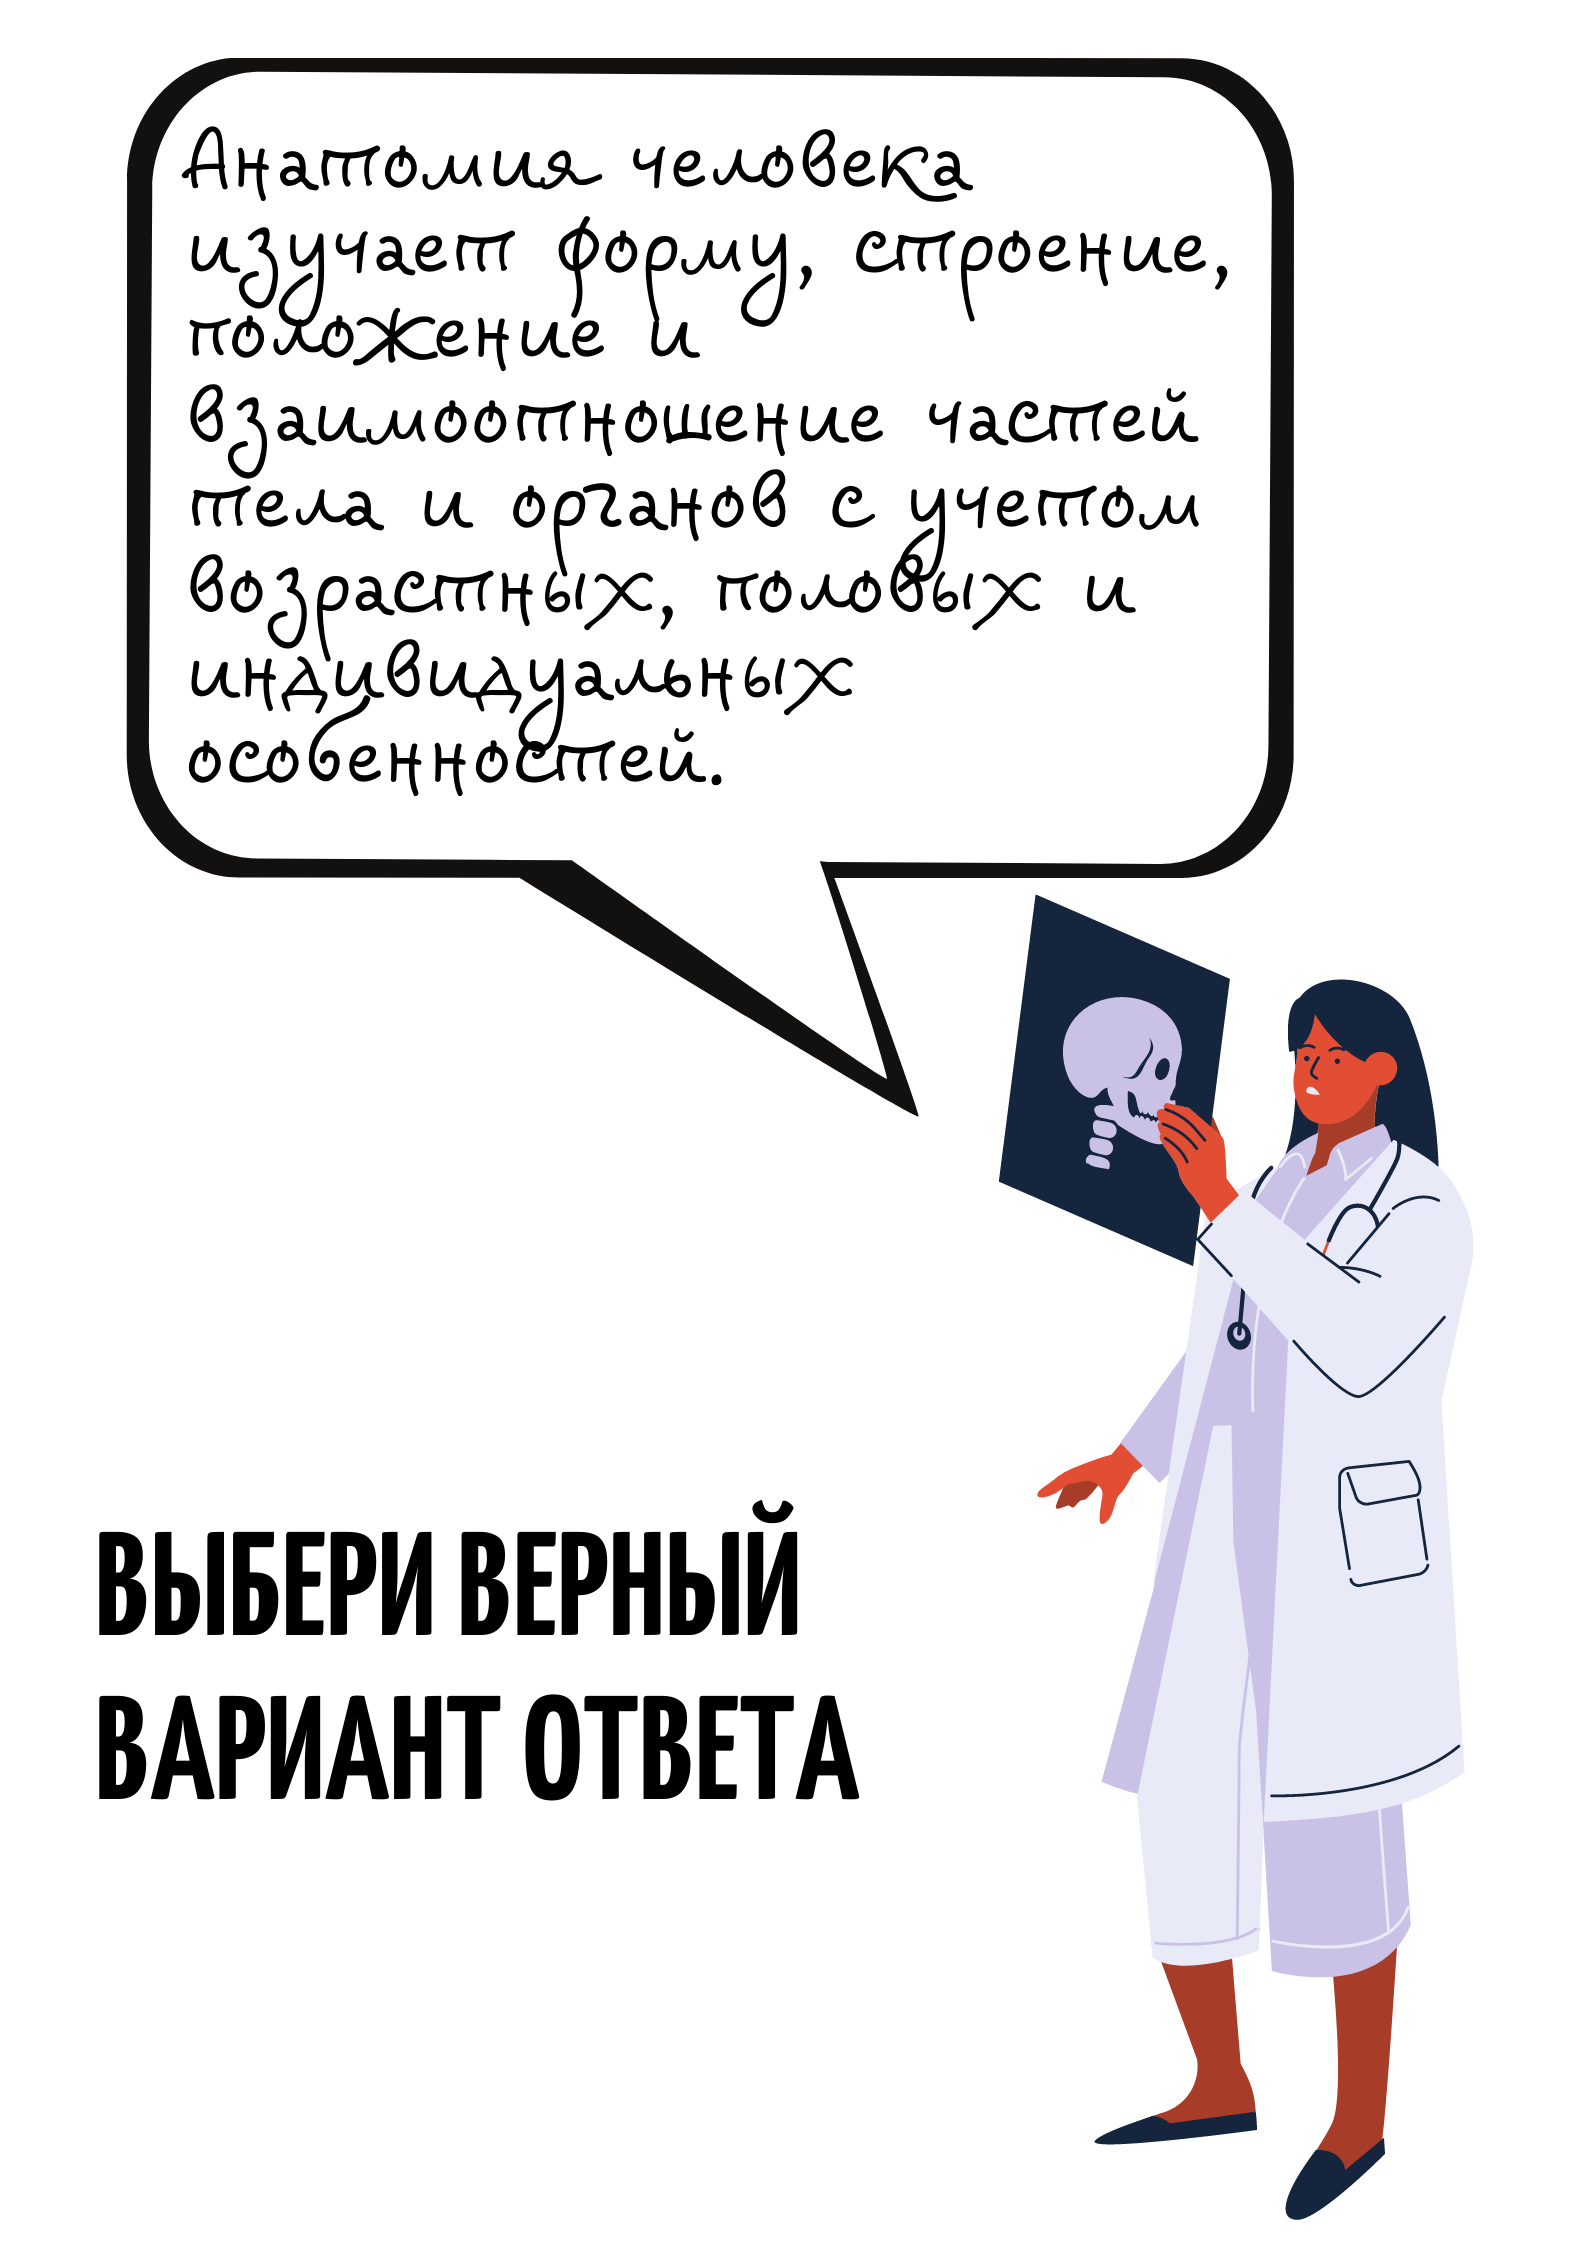 Анатомия человека
изучает форму, строение,
положение и
взаимоотношение частей
тела и органов с учетом
возрастных, половых и
индивидуальных
особенностей.
ВЫБЕРИ ВЕРНЫЙ
ВАРИАНТ ОТВЕТА